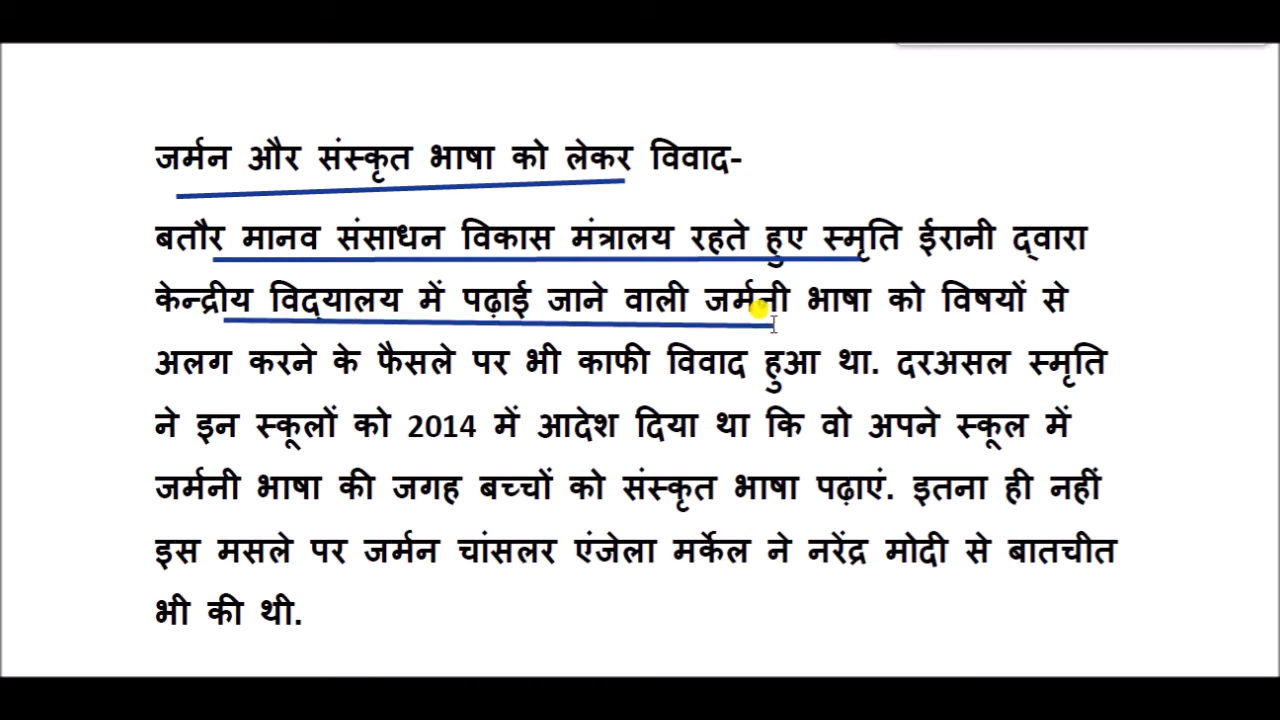 जर्मन और संस्कृत भाषा को लेकर विवाद-
बतौर मानव संसाधन विकास मंत्रालय रहते हुए स्मृति ईरानी द्वारा
केन्द्रीय विद्यालय में पढ़ाई जाने वाली जर्मनी भाषा को विषयों से
अलग करने के फैसले पर भी काफी विवाद हुआ था. दरअसल स्मृति
ने इन स्कूलों को 2014 में आदेश दिया था कि वो अपने स्कूल में
जर्मनी भाषा की जगह बच्चों को संस्कृत भाषा पढ़ाएं. इतना ही नहीं
इस मसले पर जर्मन चांसलर एंजेला मर्केल ने नरेंद्र मोदी से बातचीत
भी की थी.